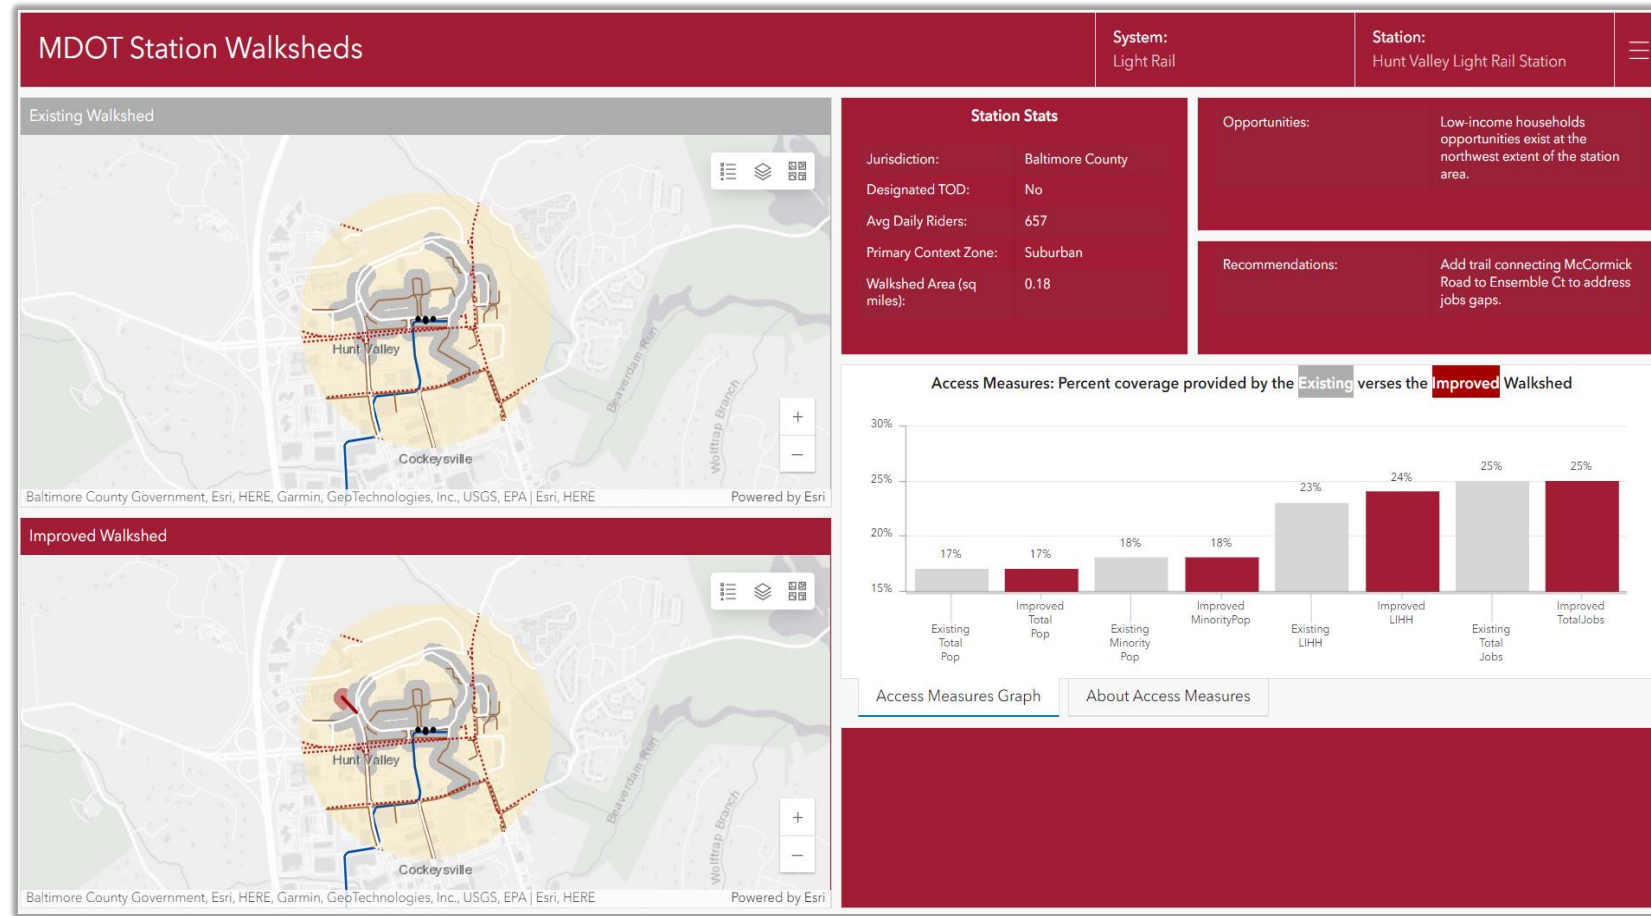 MDOT Station Walksheds
System:
Light Rail
Station:
Hunt Valley Light Rail Station
Existing Walkshed
Hunt Valley
Cockeysville
Beaverdam Run
Wolftrap Branch
+
−
Baltimore County Government, Esri, HERE, Garmin, GeoTechnologies, Inc., USGS, EPA | Esri, HERE
Powered by Esri
Improved Walkshed
Hunt Valley
Cockeysville
Beaverdam Run
Wolftrap Branch
+
−
Baltimore County Government, Esri, HERE, Garmin, GeoTechnologies, Inc., USGS, EPA | Esri, HERE
Powered by Esri
Station Stats
Jurisdiction: Baltimore County
Designated TOD: No
Avg Daily Riders: 657
Primary Context Zone: Suburban
Walkshed Area (sq miles): 0.18
Opportunities:
Low-income households
opportunities exist at the
northwest extent of the station
area.
Recommendations:
Add trail connecting McCormick
Road to Ensemble Ct to address
jobs gaps.
Access Measures: Percent coverage provided by the Existing verses the Improved Walkshed
30%
25%
20%
15%
17%
17%
18%
18%
23%
24%
25%
25%
Existing
Total
Pop
Improved
Total
Pop
Existing
Minority
Pop
Improved
MinorityPop
Existing
LIHH
Improved
LIHH
Existing
Total
Jobs
Improved
TotalJobs
Access Measures Graph
About Access Measures